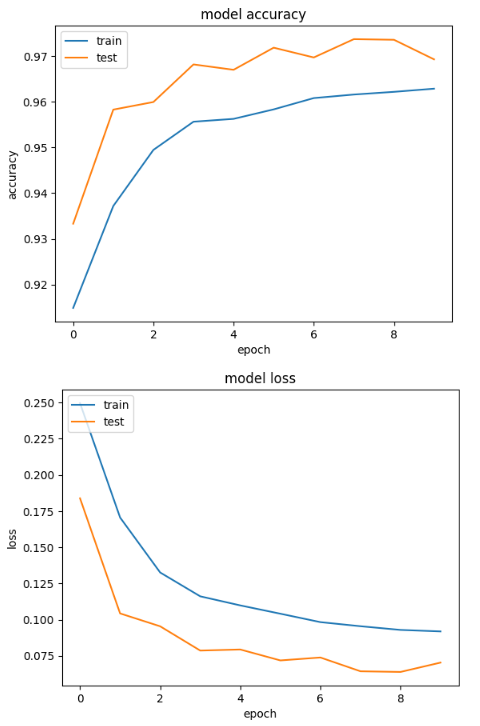 model accuracy
train
test
0.97
0.96
0.95
0.94
0.93
0.92
accuracy
0 2 4 6 8
epoch
model loss
train
test
0.250
0.225
0.200
0.175
0.150
0.125
0.100
0.075
loss
0 2 4 6 8
epoch